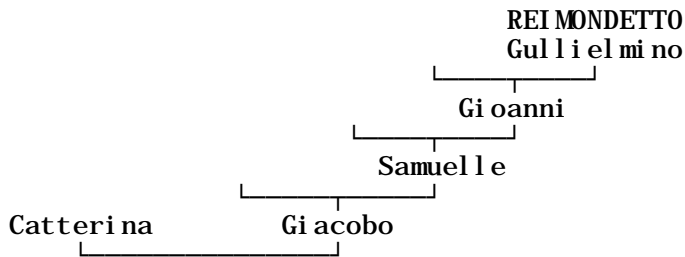 REIMONDETTO
Gullielmino
Gioanni
Samuelle
Catterina Giacobo